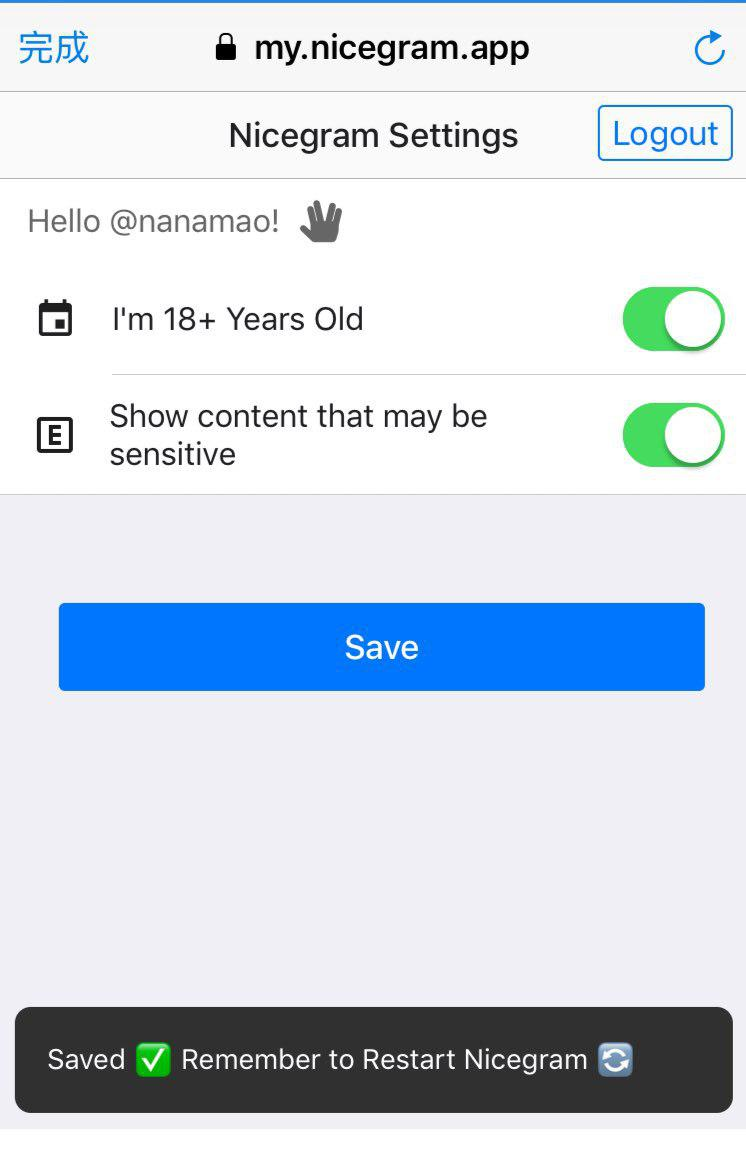 完成 my.nicegram.app
Nicegram Settings Logout
Hello @nanamao! 
I'm 18+ Years Old
E Show content that may be
sensitive
Save
Saved ✅ Remember to Restart Nicegram 🔄